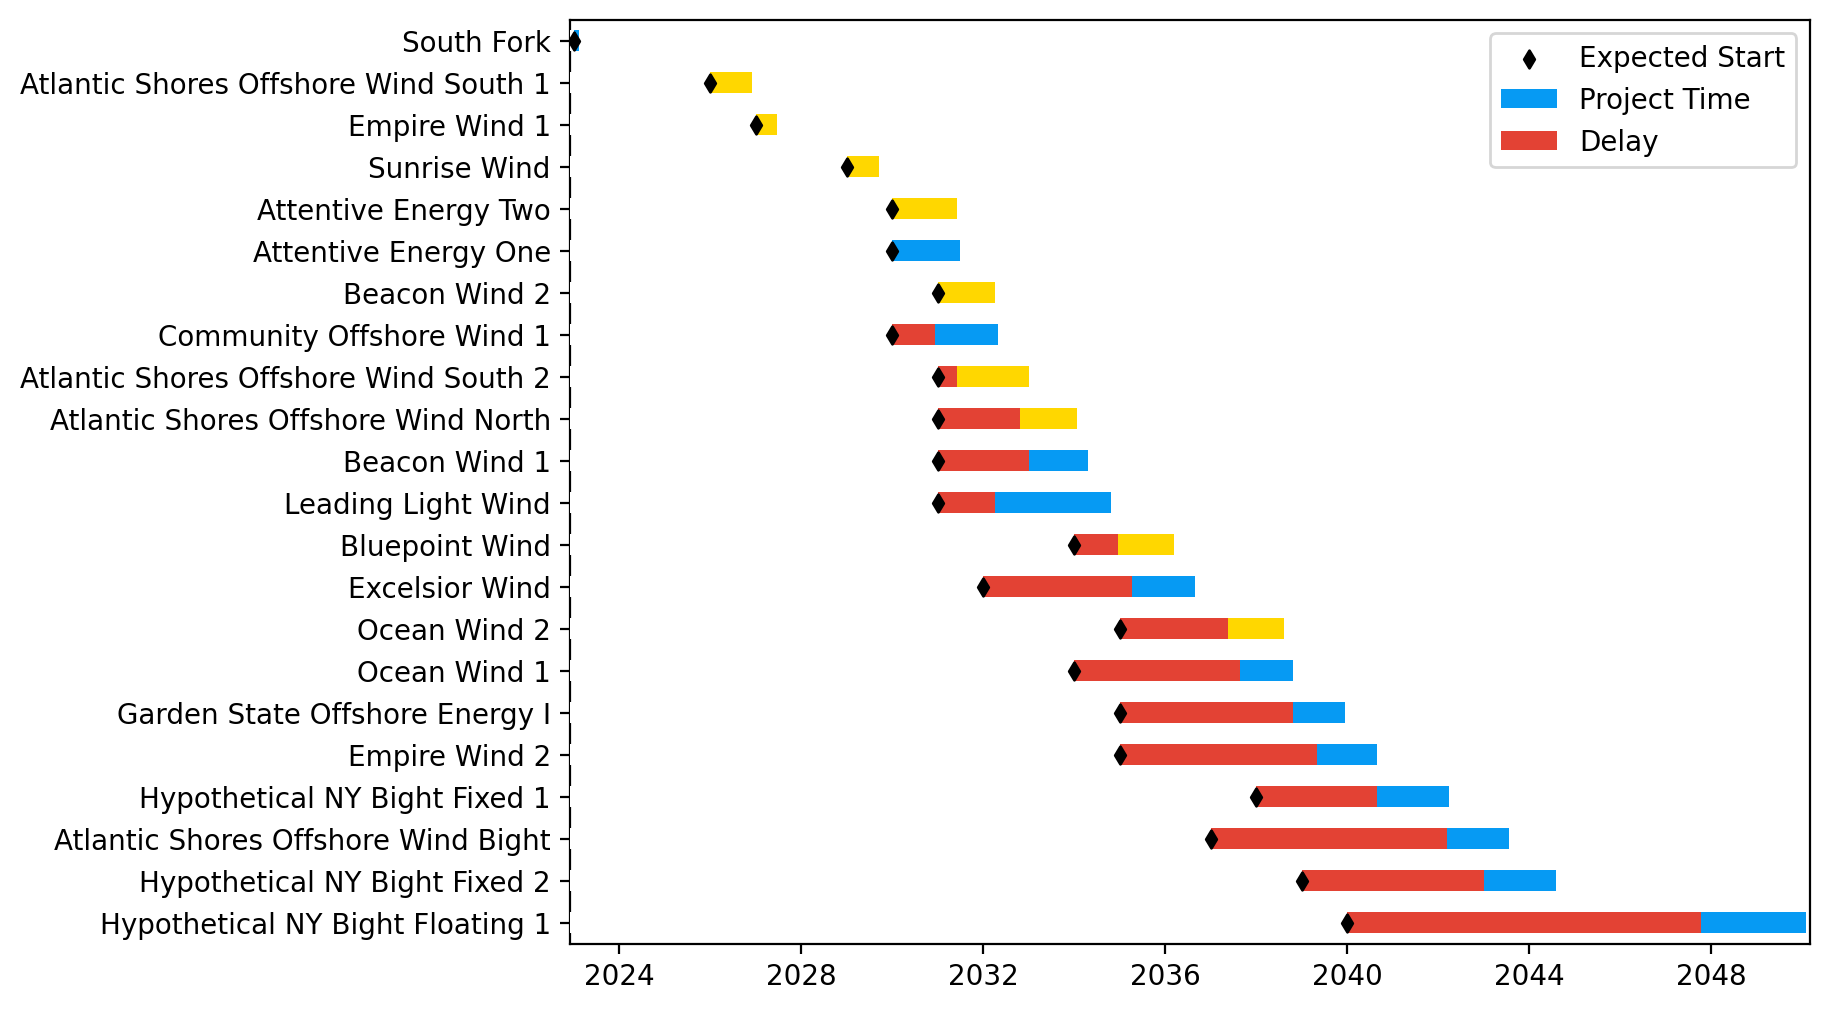 South Fork
Atlantic Shores Offshore Wind South 1
Empire Wind 1
Sunrise Wind
Attentive Energy Two
Attentive Energy One
Beacon Wind 2
Community Offshore Wind 1
Atlantic Shores Offshore Wind South 2
Atlantic Shores Offshore Wind North
Beacon Wind 1
Leading Light Wind
Bluepoint Wind
Excelsior Wind
Ocean Wind 2
Ocean Wind 1
Garden State Offshore Energy I
Empire Wind 2
Hypothetical NY Bight Fixed 1
Atlantic Shores Offshore Wind Bight
Hypothetical NY Bight Fixed 2
Hypothetical NY Bight Floating 1
Expected Start
Project Time
Delay
2024 2028 2032 2036 2040 2044 2048